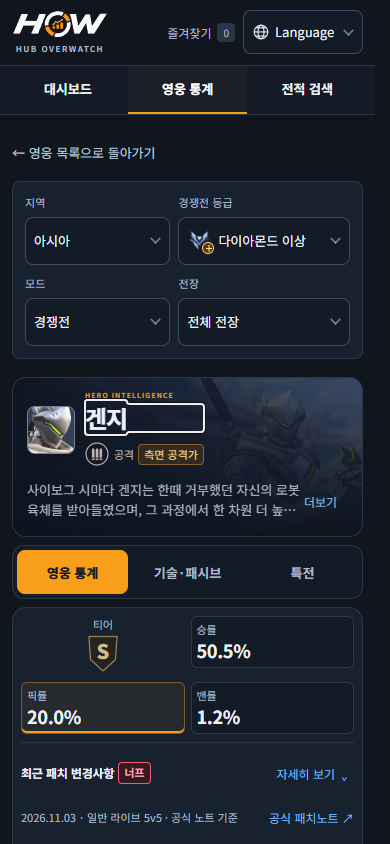 HOW
HUB OVERWATCH
즐겨찾기 0
Language
대시보드 영웅 통계 전적 검색
← 영웅 목록으로 돌아가기
지역 경쟁전 등급
아시아 다이아몬드 이상
모드 전장
경쟁전 전체 전장
HERO INTELLIGENCE
겐지
공격 측면 공격가
사이보그 시마다 겐지는 한때 거부했던 자신의 로봇
육체를 받아들였으며, 그 과정에서 한 차원 더 높… 더보기
영웅 통계 기술·패시브 특전
티어
S
승률
50.5%
픽률
20.0%
밴률
1.2%
최근 패치 변경사항 너프 자세히 보기
2026.11.03 · 일반 라이브 5v5 · 공식 노트 기준 공식 패치노트 ↗